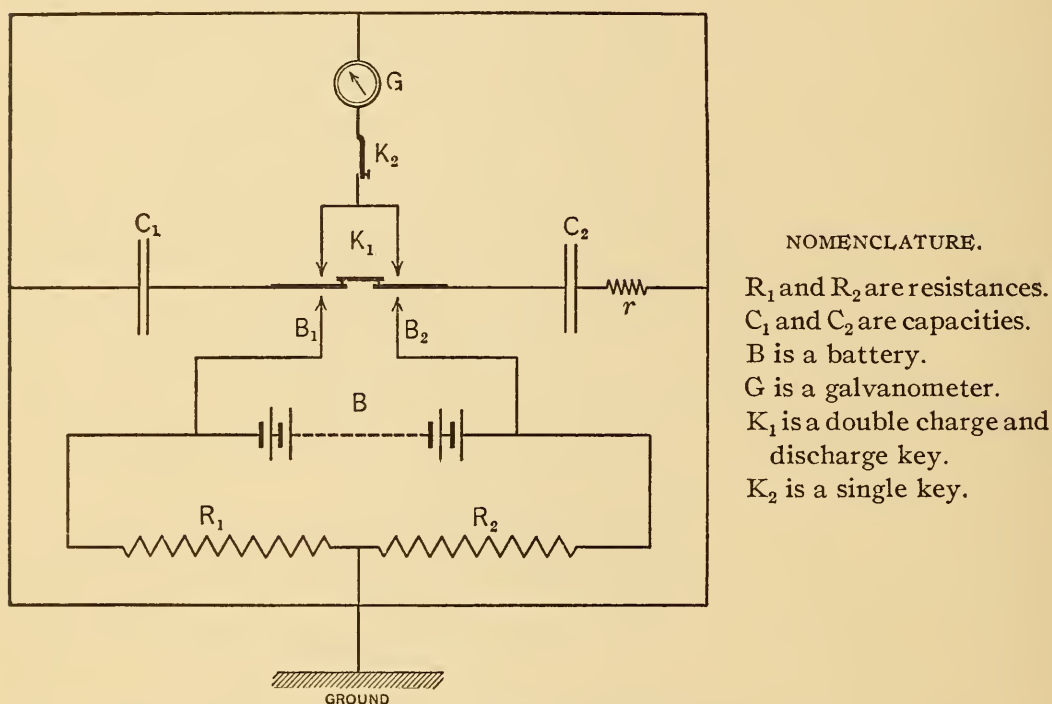 G
K₂
C₁
K₁
C₂
r
B₁
B₂
B
R₁
R₂
GROUND
NOMENCLATURE.
R₁ and R₂ are resistances.
C₁ and C₂ are capacities.
B is a battery.
G is a galvanometer.
K₁ is a double charge and
discharge key.
K₂ is a single key.